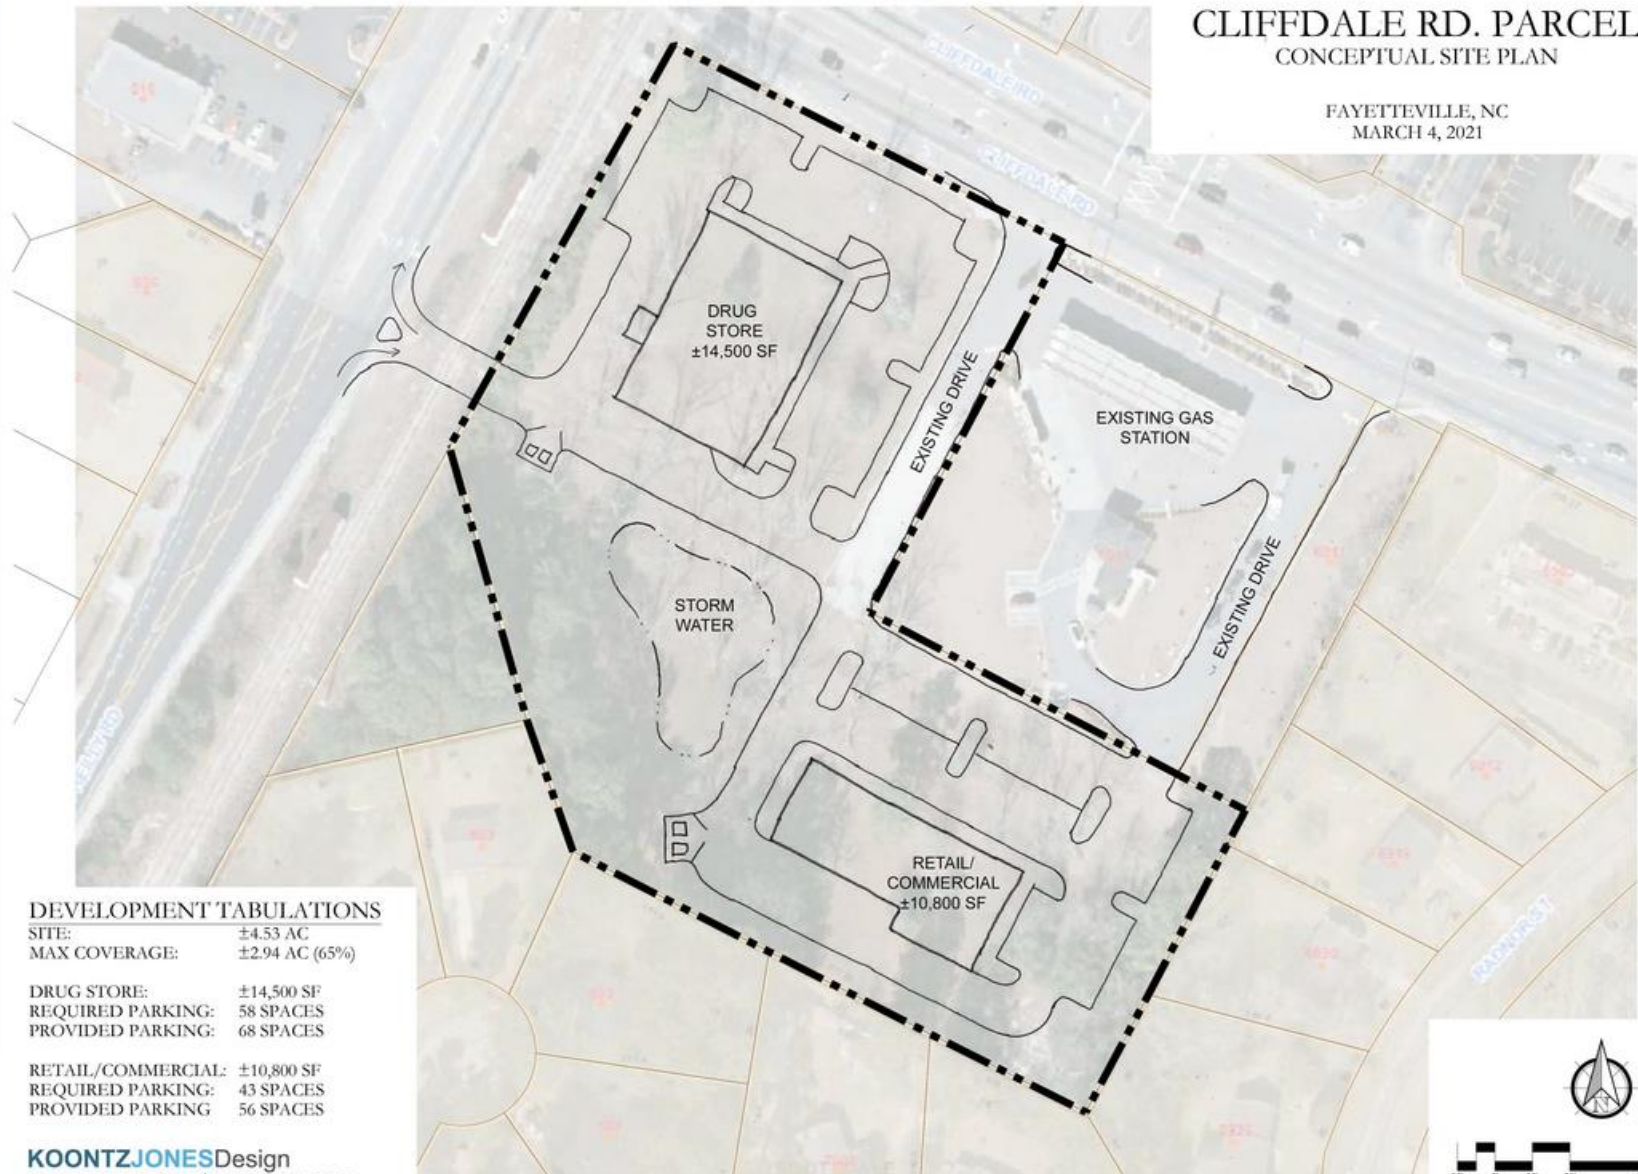 CLIFFDALE RD. PARCEL
CONCEPTUAL SITE PLAN
FAYETTEVILLE, NC
MARCH 4, 2021
CLIFFDALE RD
CLIFFDALE RD
DRUG
STORE
±14,500 SF
EXISTING DRIVE
EXISTING GAS
STATION
EXISTING DRIVE
STORM
WATER
RETAIL/
COMMERCIAL
±10,800 SF
RADNOR ST
DEVELOPMENT TABULATIONS
SITE: ±4.53 AC
MAX COVERAGE: ±2.94 AC (65%)
DRUG STORE: ±14,500 SF
REQUIRED PARKING: 58 SPACES
PROVIDED PARKING: 68 SPACES
RETAIL/COMMERCIAL: ±10,800 SF
REQUIRED PARKING: 43 SPACES
PROVIDED PARKING 56 SPACES
KOONTZJONESDesign
N